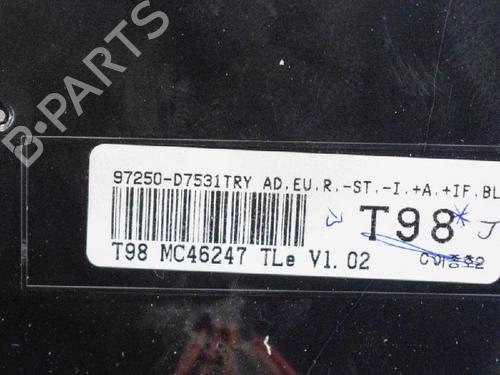 B-PARTS
97250-D7531TRY AD.EU.R.-ST.-I.+A.+IF.BL
T98* J
T98 MC46247 TLe V1.02
C이종호2